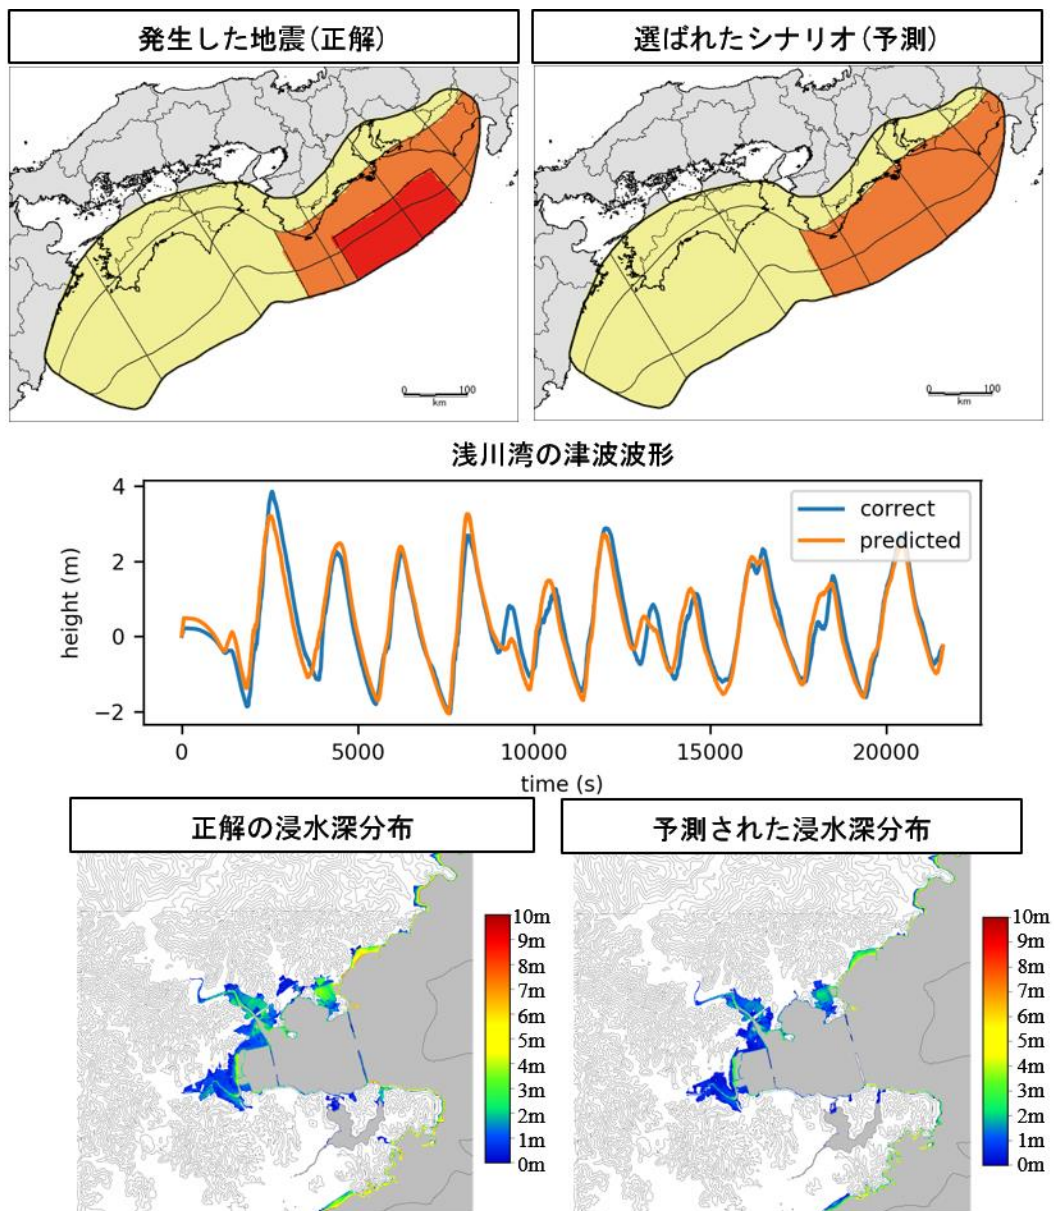 発生した地震(正解)
選ばれたシナリオ(予測)
0 100
km
0 100
km
浅川湾の津波波形
4
2
0
−2
height (m)
correct
predicted
0 5000 10000 15000 20000
time (s)
正解の浸水深分布
予測された浸水深分布
10m
9m
8m
7m
6m
5m
4m
3m
2m
1m
0m
10m
9m
8m
7m
6m
5m
4m
3m
2m
1m
0m